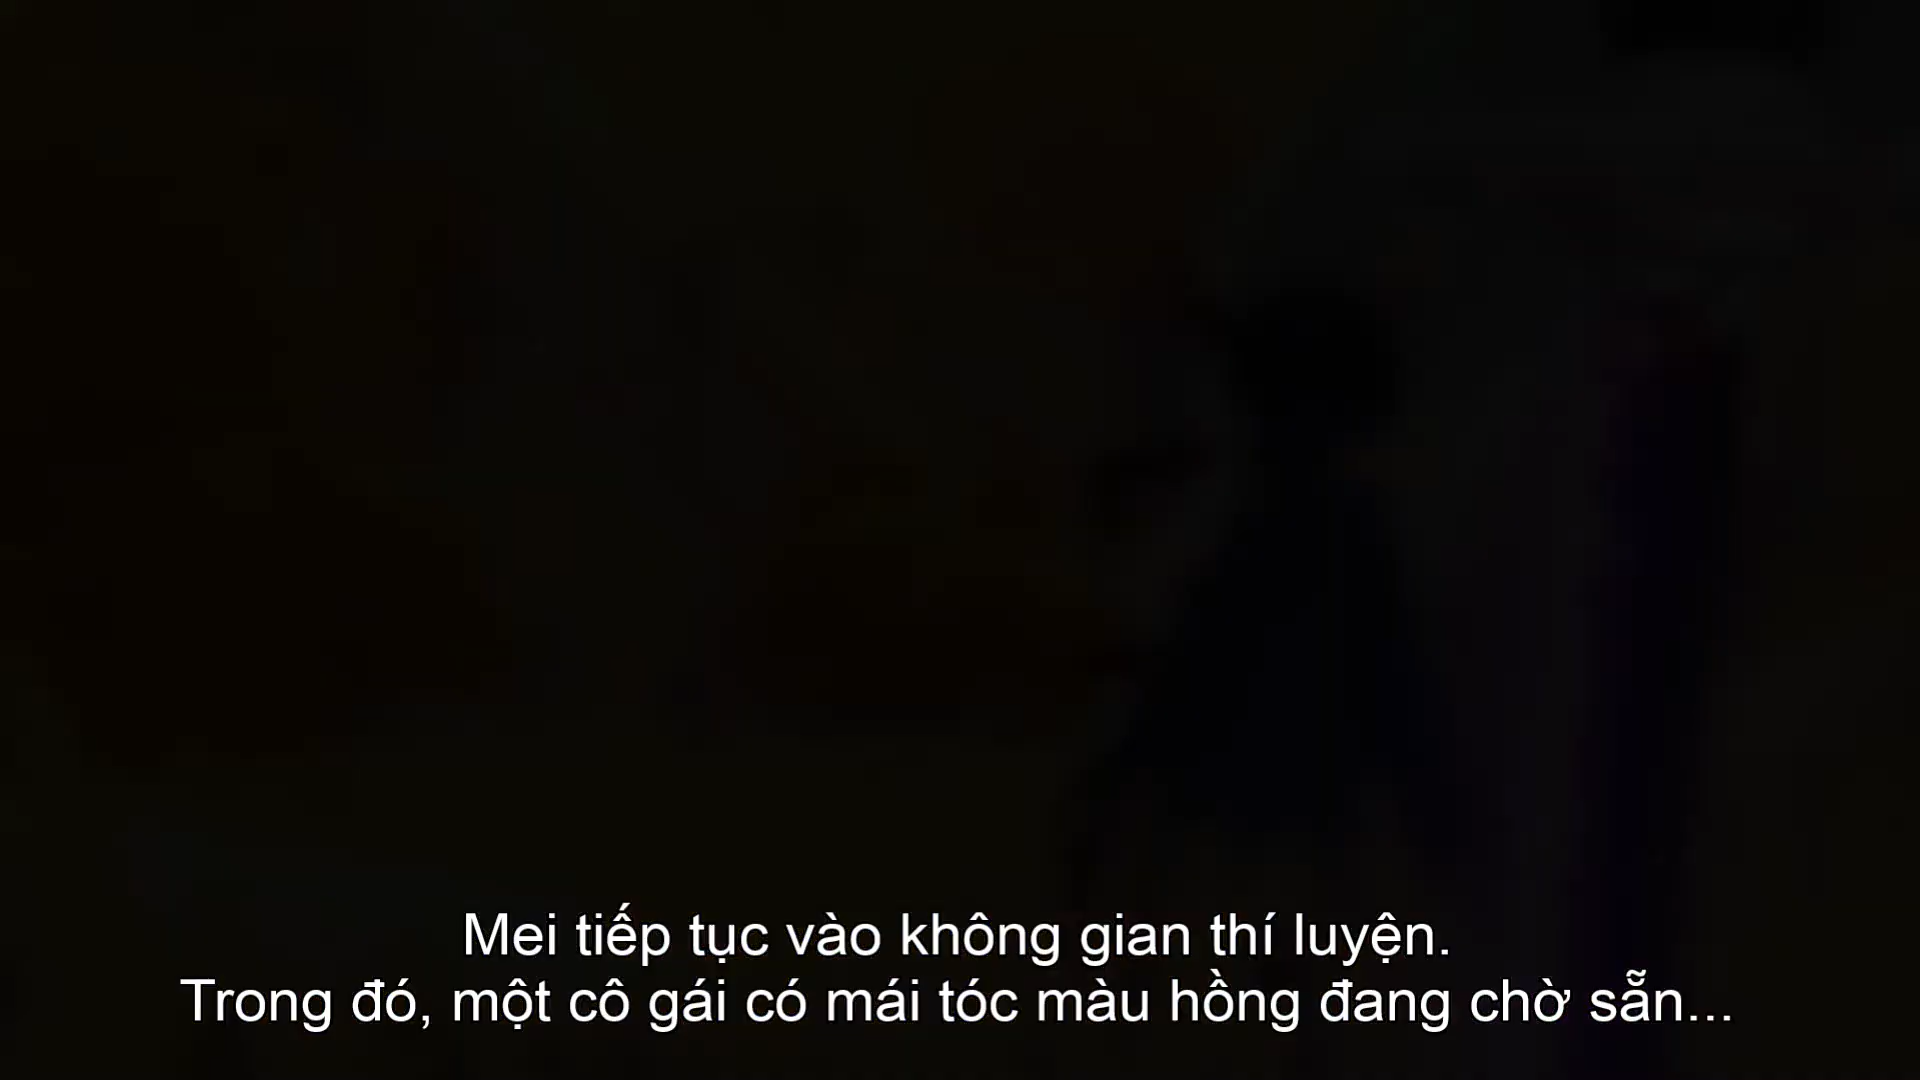 Mei tiếp tục vào không gian thí luyện.
Trong đó, một cô gái có mái tóc màu hồng đang chờ sẵn...